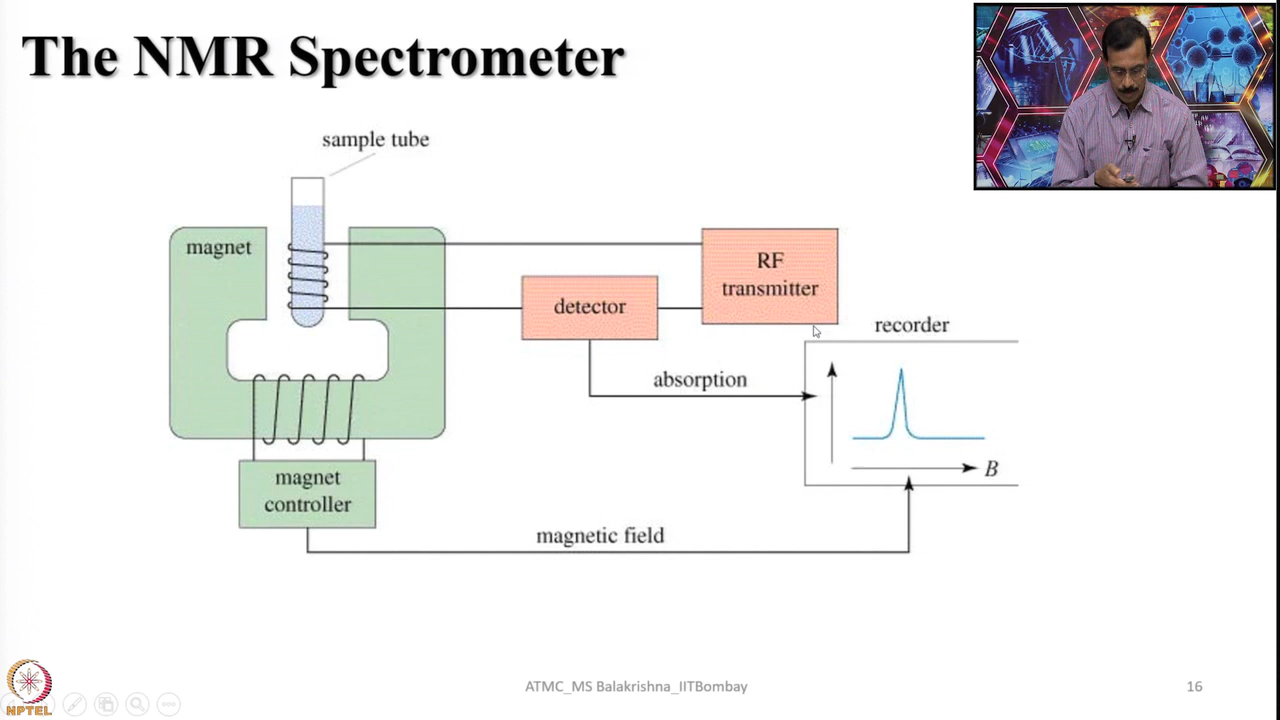 The NMR Spectrometer
sample tube
magnet
RF
transmitter
detector
recorder
absorption
B
magnet
controller
magnetic field
NPTEL
ATMC_MS Balakrishna_IITBombay
16